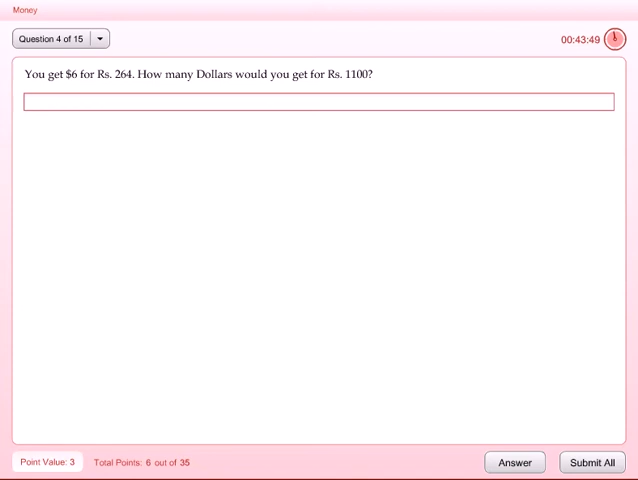 Money
Question 4 of 15
00:43:49
You get $6 for Rs. 264. How many Dollars would you get for Rs. 1100?
Point Value: 3
Total Points: 6 out of 35
Answer
Submit All